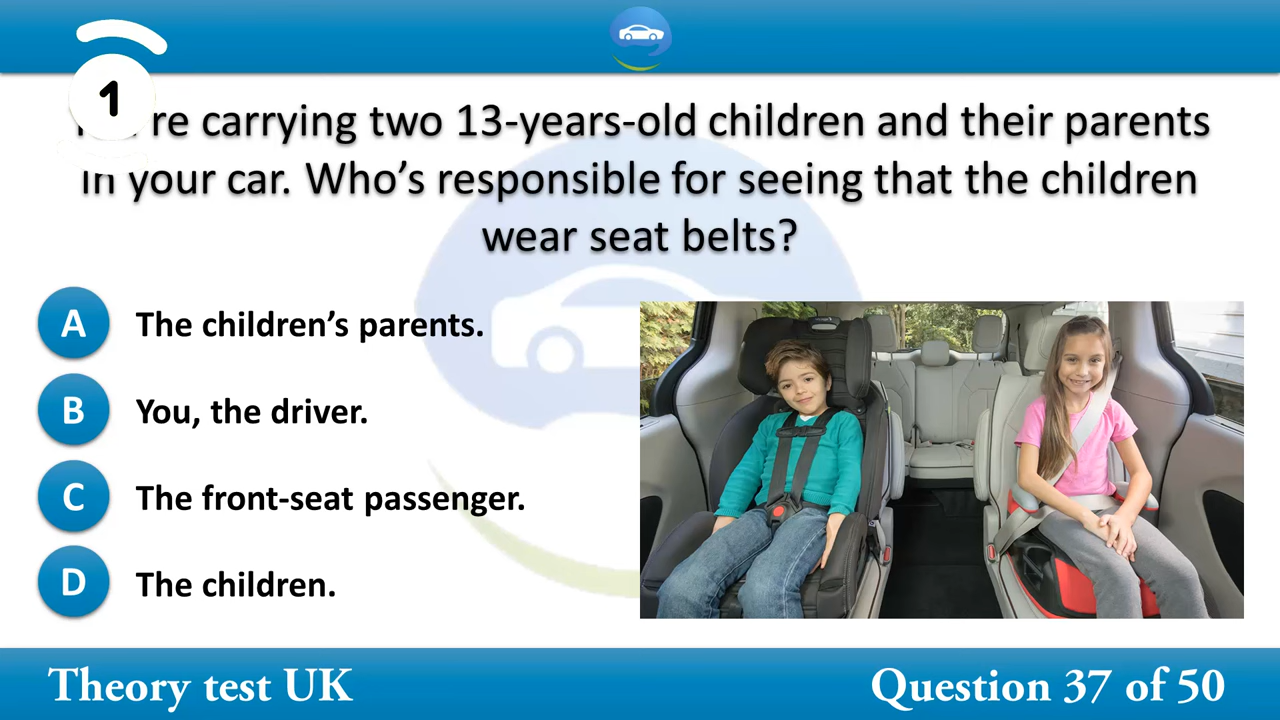 1
're carrying two 13-years-old children and their parents
in your car. Who's responsible for seeing that the children
wear seat belts?
A The children's parents.
B You, the driver.
C The front-seat passenger.
D The children.
Theory test UK
Question 37 of 50